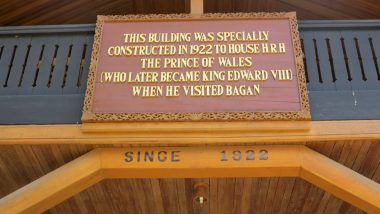 THIS BUILDING WAS SPECIALLY
CONSTRUCTED IN 1922 TO HOUSE H R H
THE PRINCE OF WALES
(WHO LATER BECAME KING EDWARD VIII)
WHEN HE VISITED BAGAN
SINCE 1922